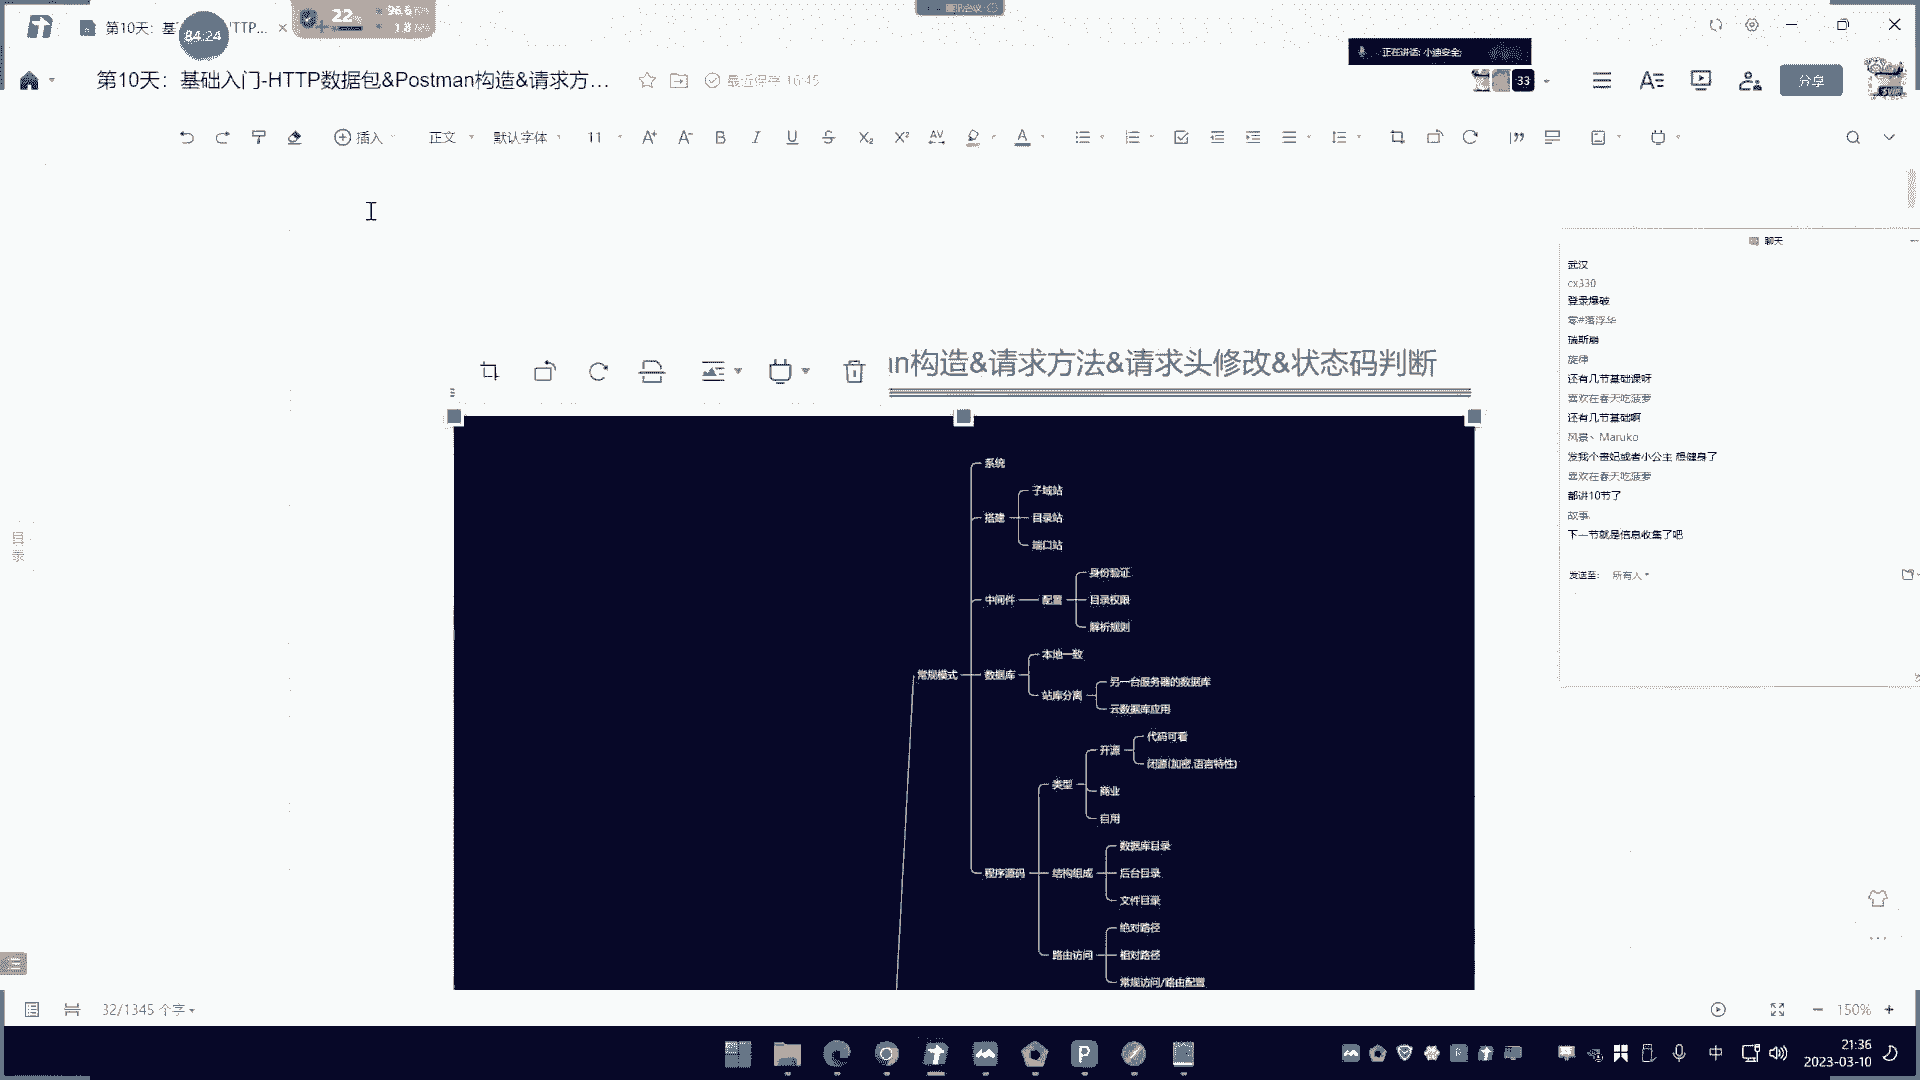 第10天：基
TTP...
84:24
22
96.6
1.8
正在讲话: 小迪安全;
第10天：基础入门-HTTP数据包&Postman构造&请求方...
最近保存 16:45
33
分享
插入
正文
默认字体
11
聊天
武汉
cx330
登录爆破
瑞斯崩
旋律
还有几节基础课呀
喜欢在春天吃菠萝
还有几节基础啊
风景、Maruko
发我个贵妃或者小公主 想健身了
喜欢在春天吃菠萝
都讲10节了
故事
下一节就是信息收集了吧
发送至:
所有人
an构造&请求方法&请求头修改&状态码判断
系统
子域站
搭建
目录站
端口站
身份验证
中间件
配置
目录权限
解析规则
本地一致
常规模式
数据库
另一台服务器的数据库
站库分离
云数据库应用
代码可看
开源
闭源(加密,语言特性)
类型
商业
自用
数据库目录
程序源码
结构组成
后台目录
文件目录
绝对路径
路由访问
相对路径
常规访问/路由配置
目录
32/1345 个字
150%
中
21:36
2023-03-10